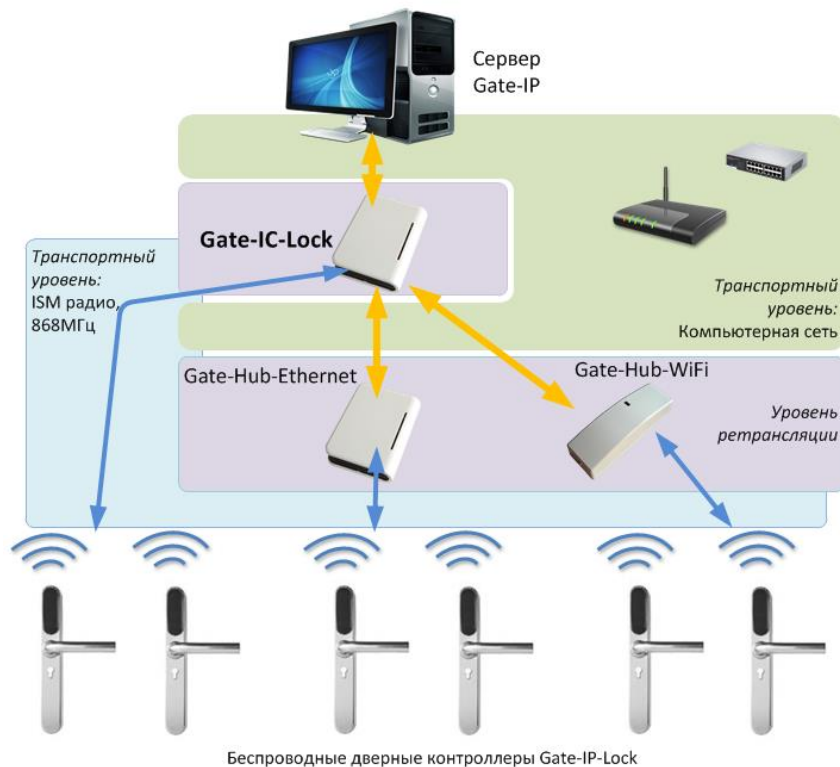 Сервер
Gate-IP
Gate-IC-Lock
Транспортный
уровень:
ISM радио,
868МГц
Транспортный
уровень:
Компьютерная сеть
Gate-Hub-Ethernet
Gate-Hub-WiFi
Уровень
ретрансляции
Беспроводные дверные контроллеры Gate-IP-Lock